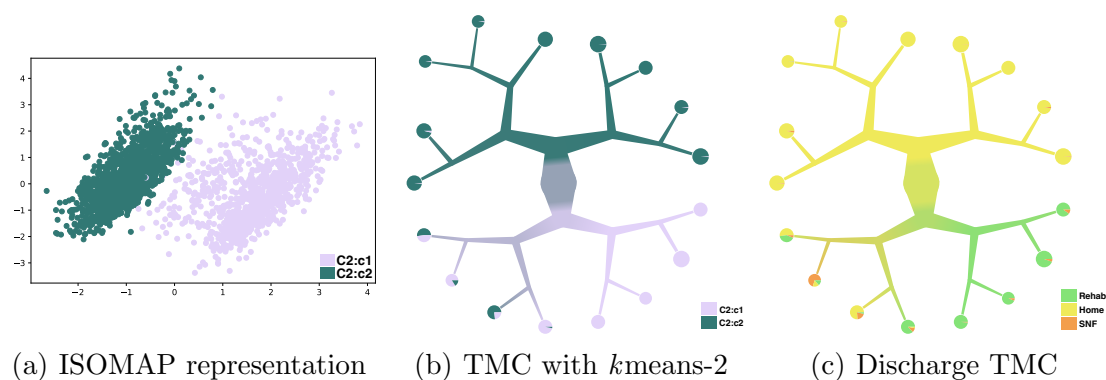 4
3
2
1
0
−1
−2
−3
−2
−1
0
1
2
3
4
C2:c1
C2:c2
C2:c1
C2:c2
Rehab
Home
SNF
(a) ISOMAP representation
(b) TMC with kmeans-2
(c) Discharge TMC